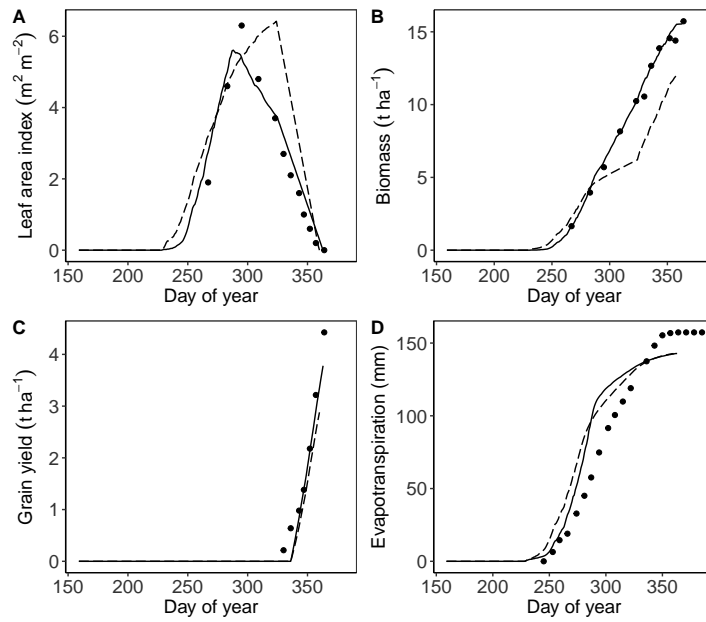 A
Leaf area index (m² m⁻²)
6
4
2
0
150 200 250 300 350
Day of year
B
Biomass (t ha⁻¹)
15
10
5
0
150 200 250 300 350
Day of year
C
Grain yield (t ha⁻¹)
4
3
2
1
0
150 200 250 300 350
Day of year
D
Evapotranspiration (mm)
150
100
50
0
150 200 250 300 350
Day of year